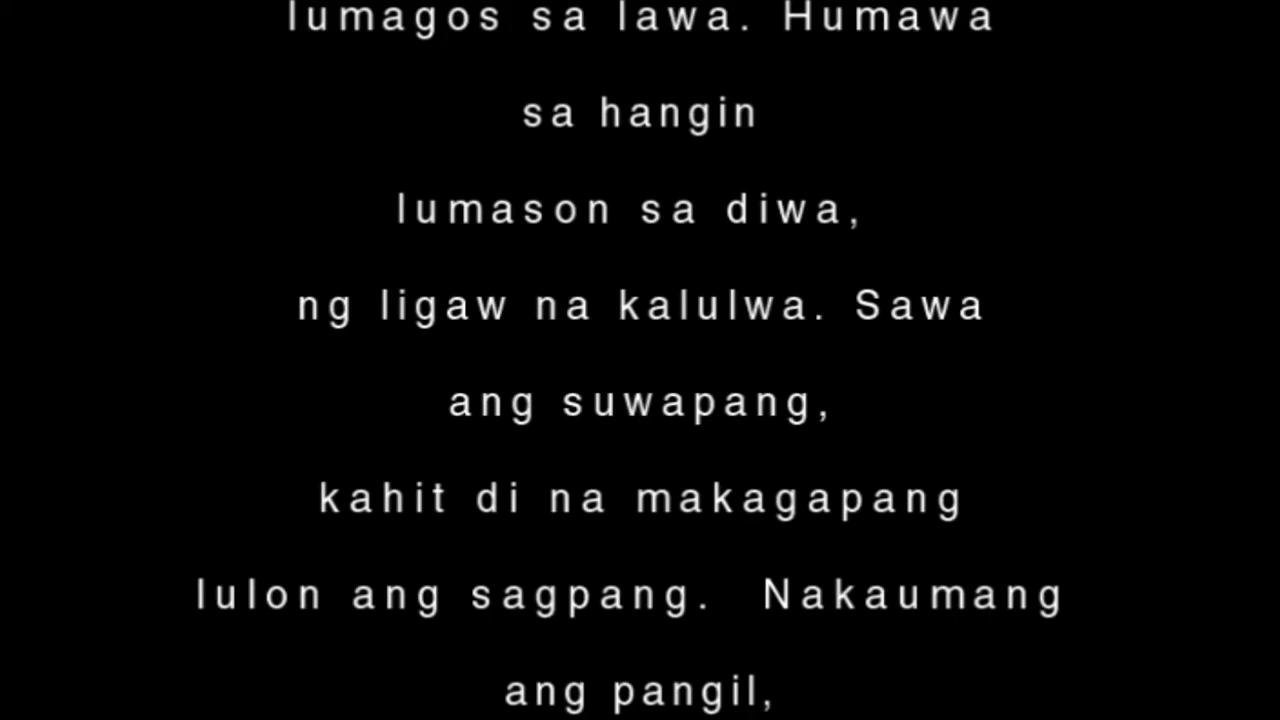 lumagos sa lawa. Humawa
sa hangin
lumason sa diwa,
ng ligaw na kalulwa. Sawa
ang suwapang,
kahit di na makagapang
lulon ang sagpang.  Nakaumang
ang pangil,